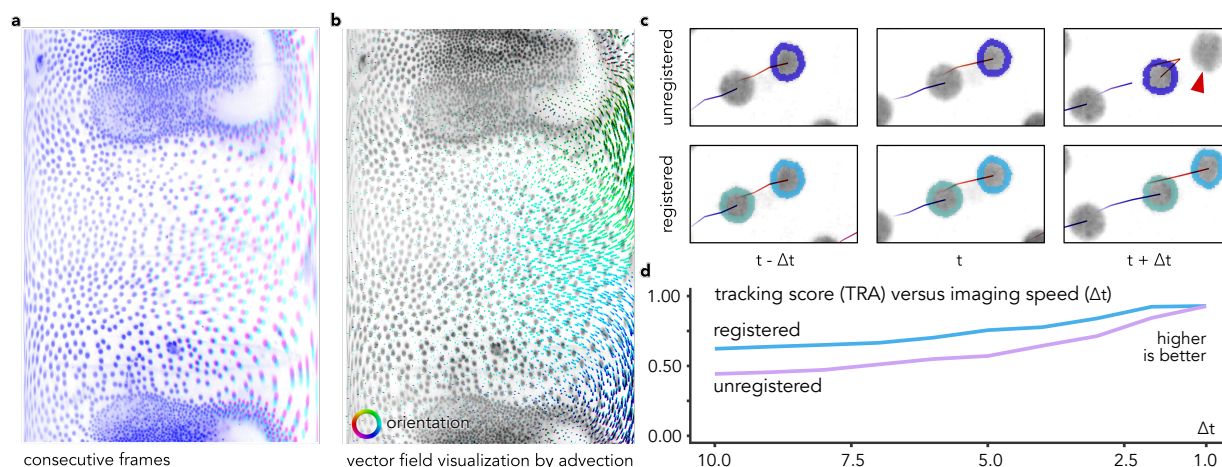 a
consecutive frames
b
orientation
vector field visualization by advection
c
unregistered
registered
t - Δt
t
t + Δt
d
tracking score (TRA) versus imaging speed (Δt)
1.00
0.50
0.00
registered
unregistered
higher
is better
Δt
10.0
7.5
5.0
2.5
1.0